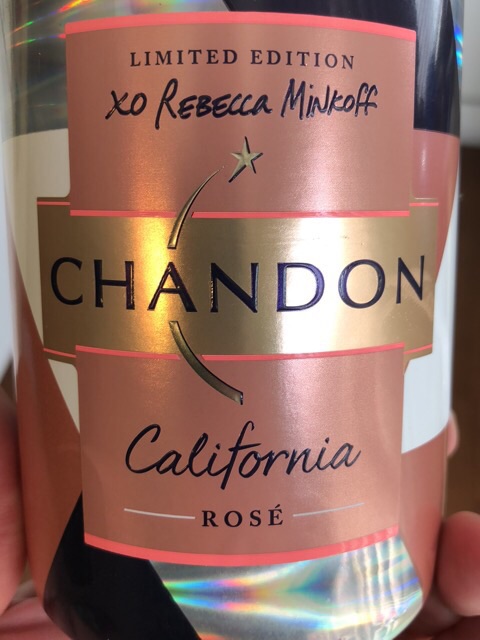 LIMITED EDITION
XO REBECCA MINKOFF
CHANDON
California
ROSÉ